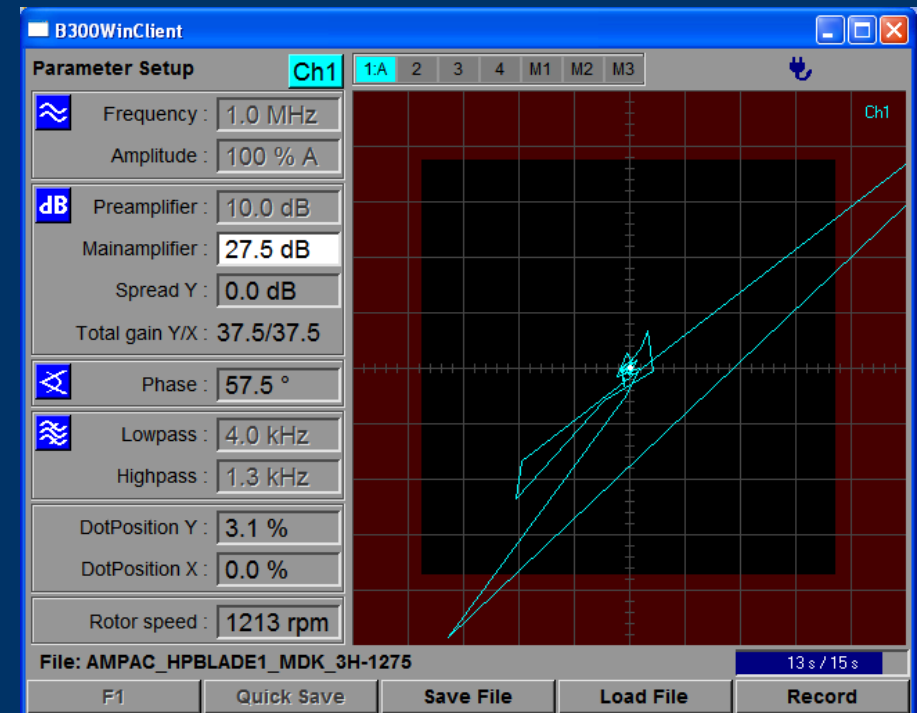 B300WinClient
Parameter Setup Ch1 1:A 2 3 4 M1 M2 M3
Ch1
Frequency : 1.0 MHz
Amplitude : 100 % A
dB Preamplifier : 10.0 dB
Mainamplifier : 27.5 dB
Spread Y : 0.0 dB
Total gain Y/X : 37.5/37.5
Phase : 57.5 °
Lowpass : 4.0 kHz
Highpass : 1.3 kHz
DotPosition Y : 3.1 %
DotPosition X : 0.0 %
Rotor speed : 1213 rpm
File: AMPAC_HPBLADE1_MDK_3H-1275 13 s / 15 s
F1 Quick Save Save File Load File Record